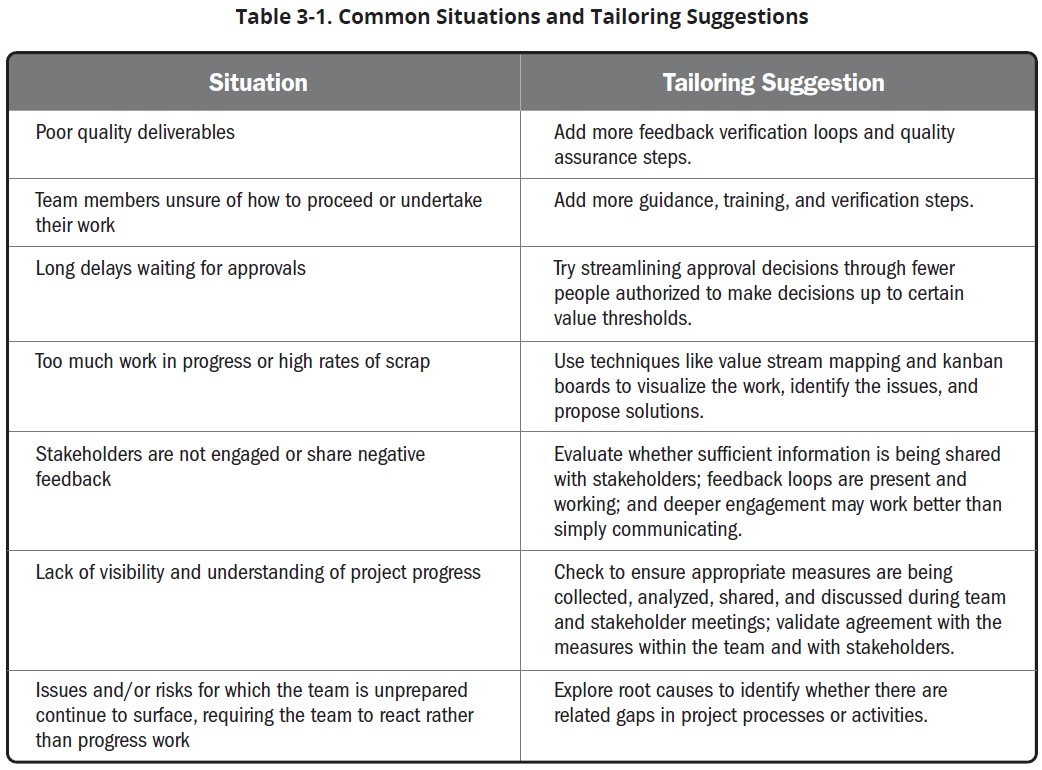 Table 3-1. Common Situations and Tailoring Suggestions
Situation
Tailoring Suggestion
Poor quality deliverables
Add more feedback verification loops and quality
assurance steps.
Team members unsure of how to proceed or undertake
their work
Add more guidance, training, and verification steps.
Long delays waiting for approvals
Try streamlining approval decisions through fewer
people authorized to make decisions up to certain
value thresholds.
Too much work in progress or high rates of scrap
Use techniques like value stream mapping and kanban
boards to visualize the work, identify the issues, and
propose solutions.
Stakeholders are not engaged or share negative
feedback
Evaluate whether sufficient information is being shared
with stakeholders; feedback loops are present and
working; and deeper engagement may work better than
simply communicating.
Lack of visibility and understanding of project progress
Check to ensure appropriate measures are being
collected, analyzed, shared, and discussed during team
and stakeholder meetings; validate agreement with the
measures within the team and with stakeholders.
Issues and/or risks for which the team is unprepared
continue to surface, requiring the team to react rather
than progress work
Explore root causes to identify whether there are
related gaps in project processes or activities.